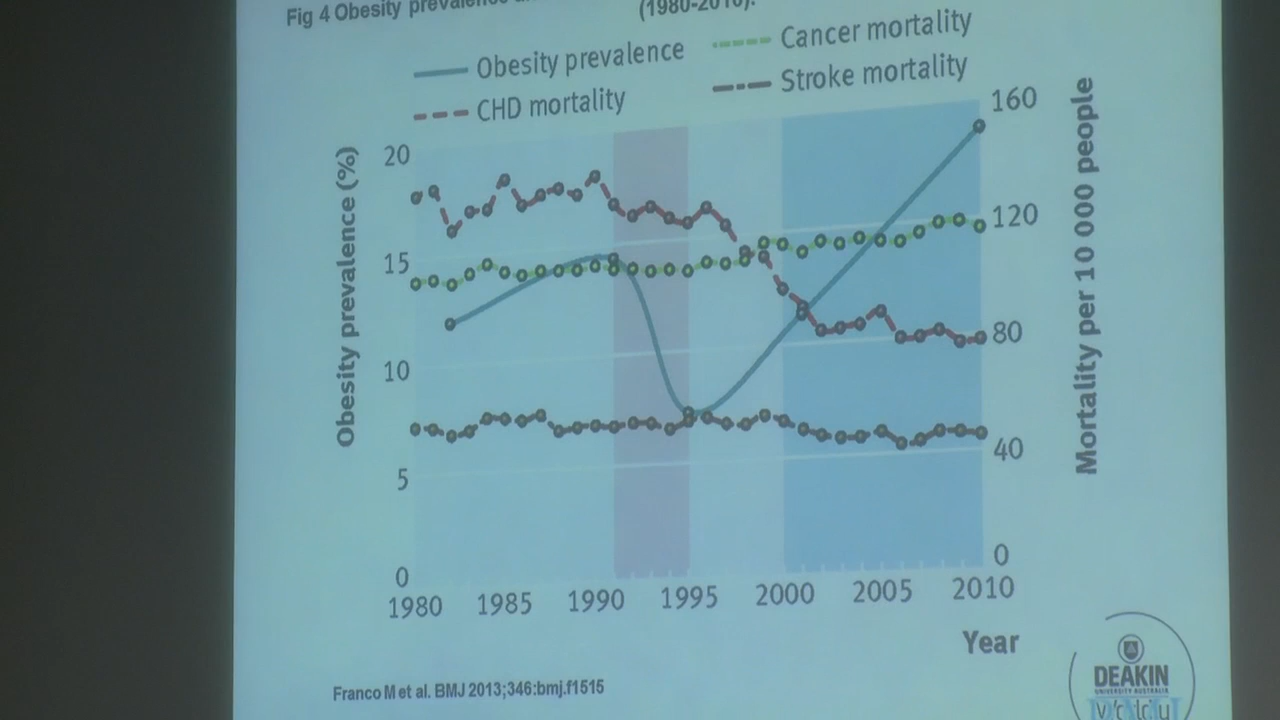 Fig 4 Obesity prevalence
(1980-2010).
Obesity prevalence
Cancer mortality
CHD mortality
Stroke mortality
Obesity prevalence (%)
20
15
10
5
0
160
120
80
40
0
Mortality per 10 000 people
1980 1985 1990 1995 2000 2005 2010
Year
Franco M et al. BMJ 2013;346:bmj.f1515
DEAKIN
UNIVERSITY AUSTRALIA